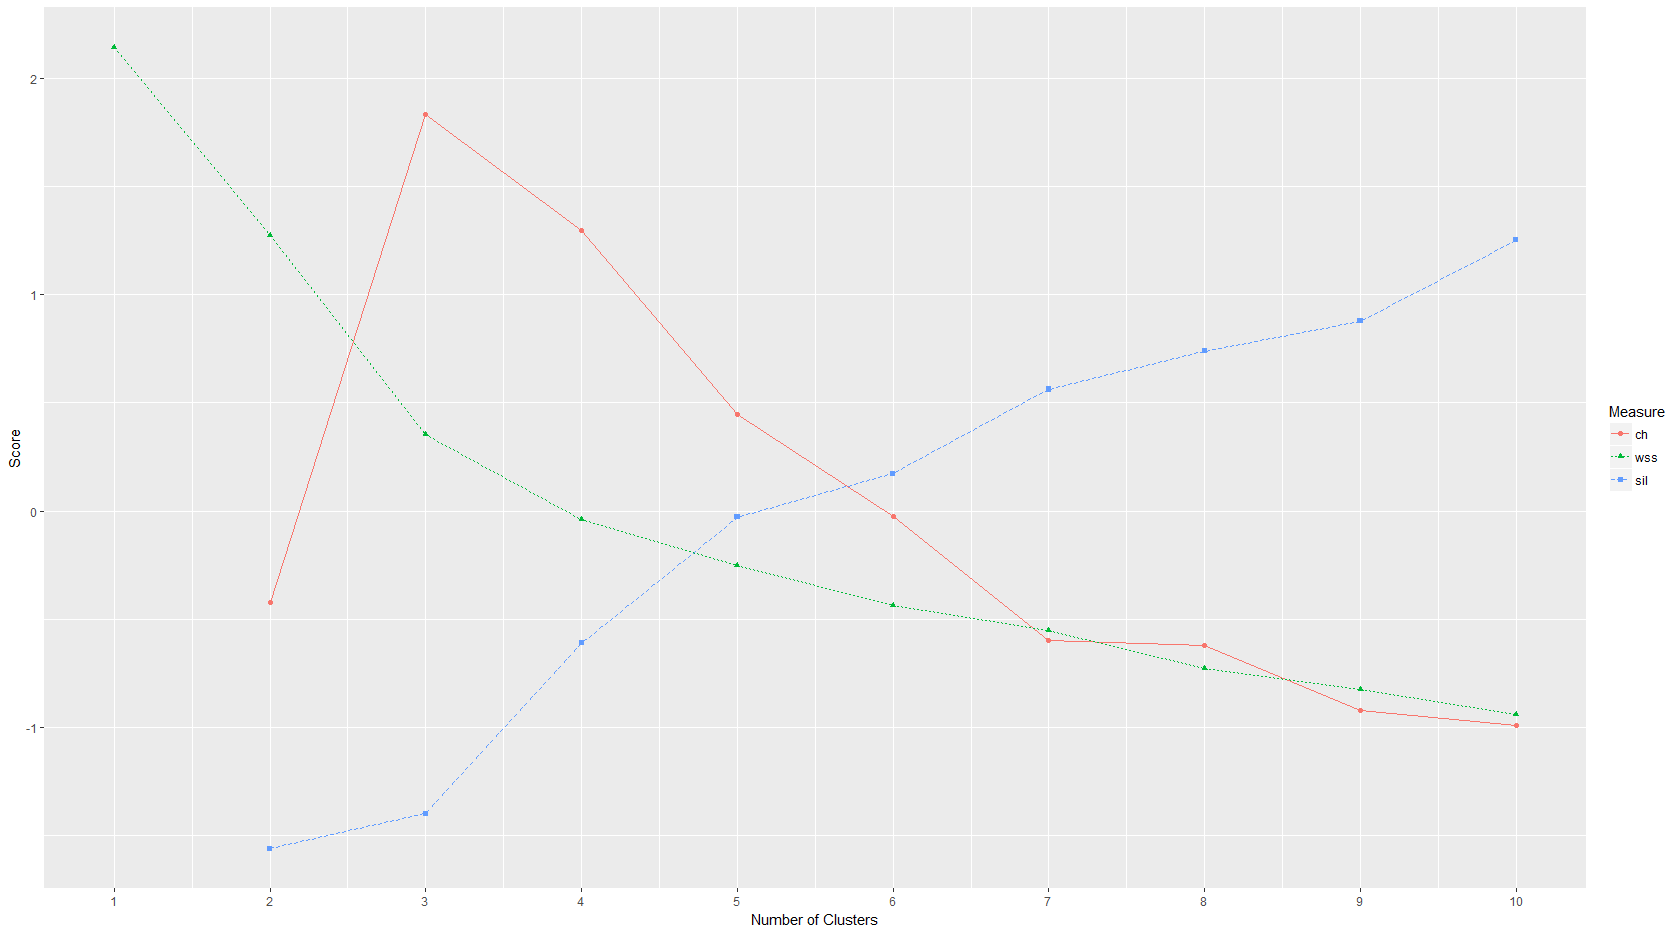 Score
2
1
0
-1
1 2 3 4 5 6 7 8 9 10
Number of Clusters
Measure
ch
wss
sil